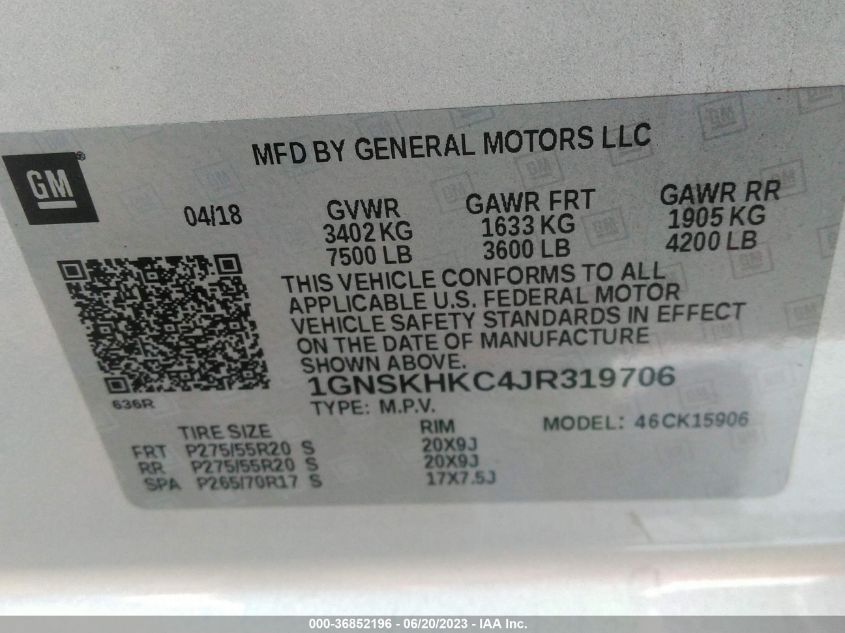 MFD BY GENERAL MOTORS LLC
GM ®
04/18
GVWR
3402 KG
7500 LB
GAWR FRT
1633 KG
3600 LB
GAWR RR
1905 KG
4200 LB
THIS VEHICLE CONFORMS TO ALL
APPLICABLE U.S. FEDERAL MOTOR
VEHICLE SAFETY STANDARDS IN EFFECT
ON THE DATE OF MANUFACTURE
SHOWN ABOVE.
1GNSKHKC4JR319706
636R
TYPE: M.P.V.
MODEL: 46CK15906
TIRE SIZE RIM
FRT P275/55R20 S 20X9J
RR P275/55R20 S 20X9J
SPA P265/70R17 S 17X7.5J
000-36852196 - 06/20/2023 - IAA Inc.